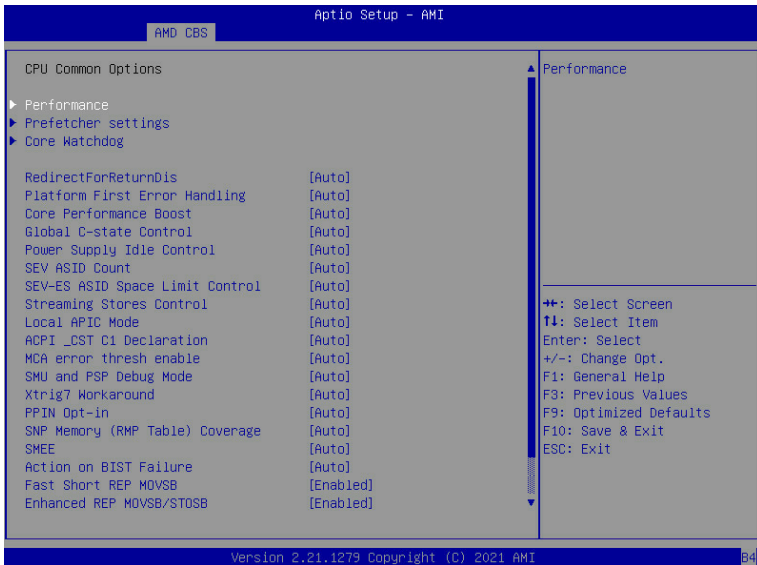 Aptio Setup - AMI
AMD CBS
CPU Common Options
Performance
Prefetcher settings
Core Watchdog
RedirectForReturnDis [Auto]
Platform First Error Handling [Auto]
Core Performance Boost [Auto]
Global C-state Control [Auto]
Power Supply Idle Control [Auto]
SEV ASID Count [Auto]
SEV-ES ASID Space Limit Control [Auto]
Streaming Stores Control [Auto]
Local APIC Mode [Auto]
ACPI _CST C1 Declaration [Auto]
MCA error thresh enable [Auto]
SMU and PSP Debug Mode [Auto]
Xtrig7 Workaround [Auto]
PPIN Opt-in [Auto]
SNP Memory (RMP Table) Coverage [Auto]
SMEE [Auto]
Action on BIST Failure [Auto]
Fast Short REP MOVSB [Enabled]
Enhanced REP MOVSB/STOSB [Enabled]
Performance
→←: Select Screen
↑↓: Select Item
Enter: Select
+/-: Change Opt.
F1: General Help
F3: Previous Values
F9: Optimized Defaults
F10: Save & Exit
ESC: Exit
Version 2.21.1279 Copyright (C) 2021 AMI
B4